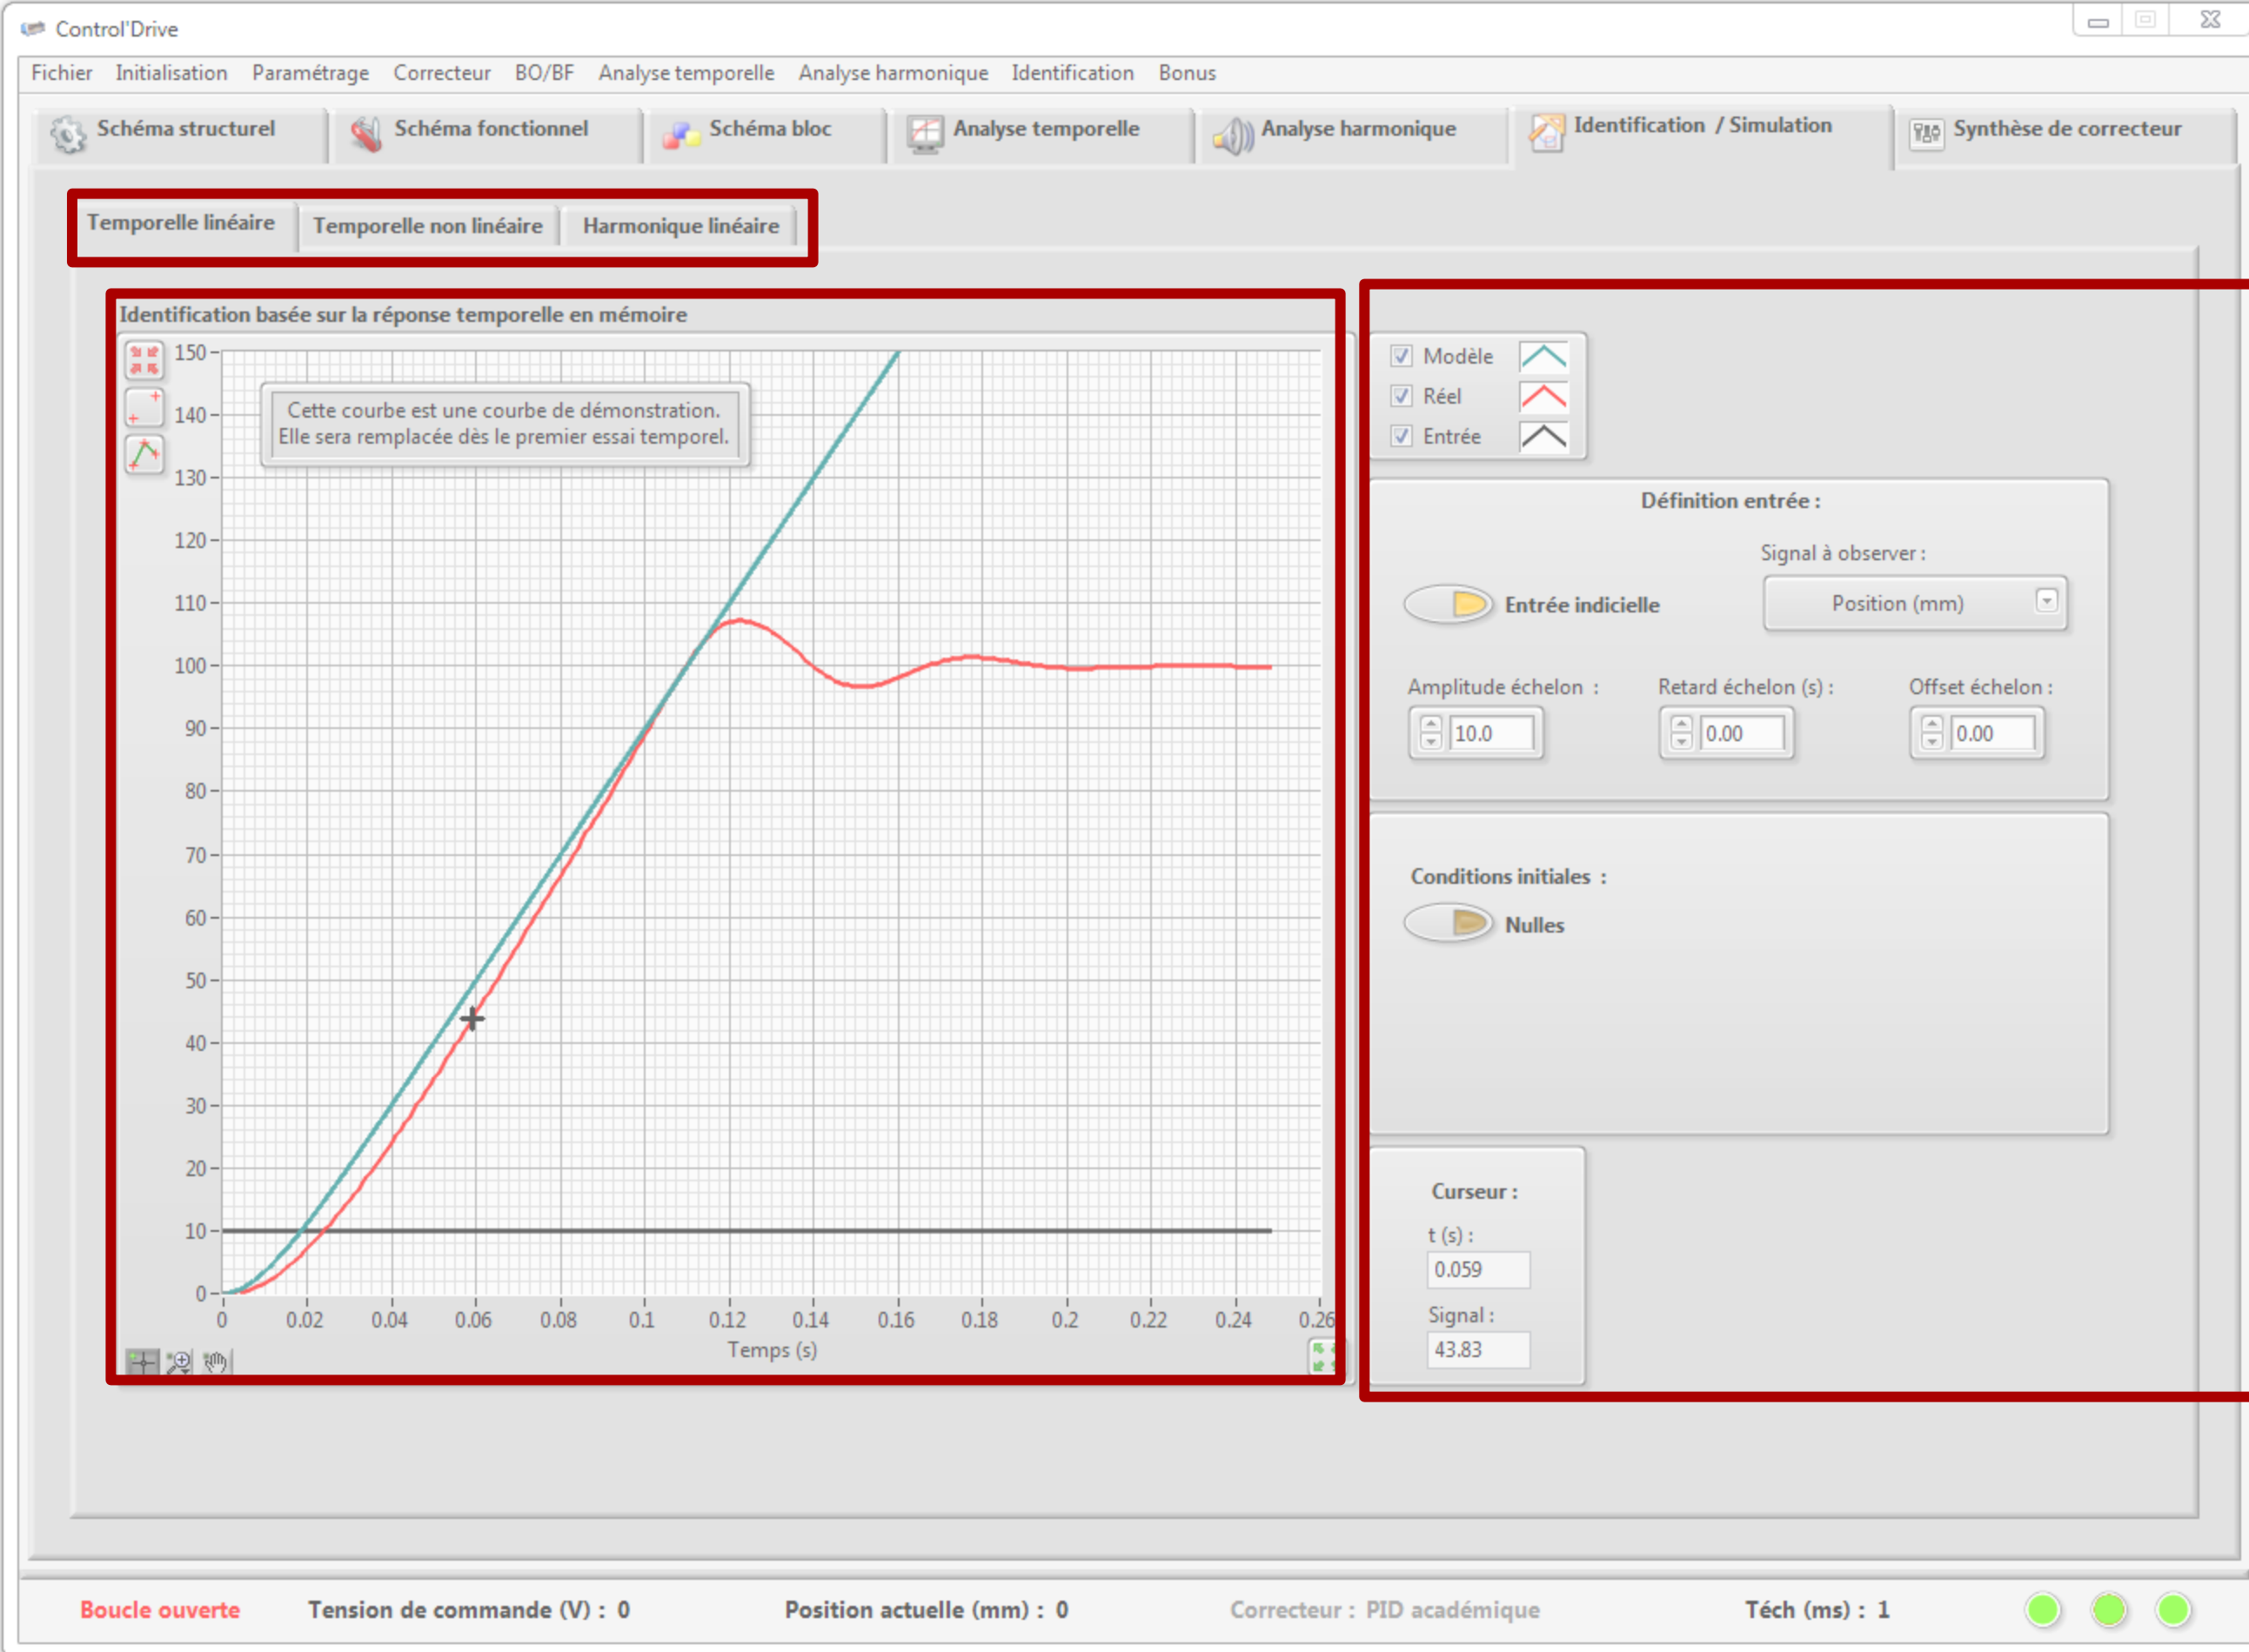 Control'Drive
Fichier Initialisation Paramétrage Correcteur BO/BF Analyse temporelle Analyse harmonique Identification Bonus
Schéma structurel Schéma fonctionnel Schéma bloc Analyse temporelle Analyse harmonique Identification / Simulation Synthèse de correcteur
Temporelle linéaire Temporelle non linéaire Harmonique linéaire
Identification basée sur la réponse temporelle en mémoire
Cette courbe est une courbe de démonstration.
Elle sera remplacée dès le premier essai temporel.
150
140
130
120
110
100
90
80
70
60
50
40
30
20
10
0
0 0.02 0.04 0.06 0.08 0.1 0.12 0.14 0.16 0.18 0.2 0.22 0.24 0.26
Temps (s)
Modèle
Réel
Entrée
Définition entrée :
Signal à observer :
Entrée indicielle Position (mm)
Amplitude échelon : Retard échelon (s) : Offset échelon :
10.0 0.00 0.00
Conditions initiales :
Nulles
Curseur :
t (s) :
0.059
Signal :
43.83
Boucle ouverte Tension de commande (V) : 0 Position actuelle (mm) : 0 Correcteur : PID académique Téch (ms) : 1